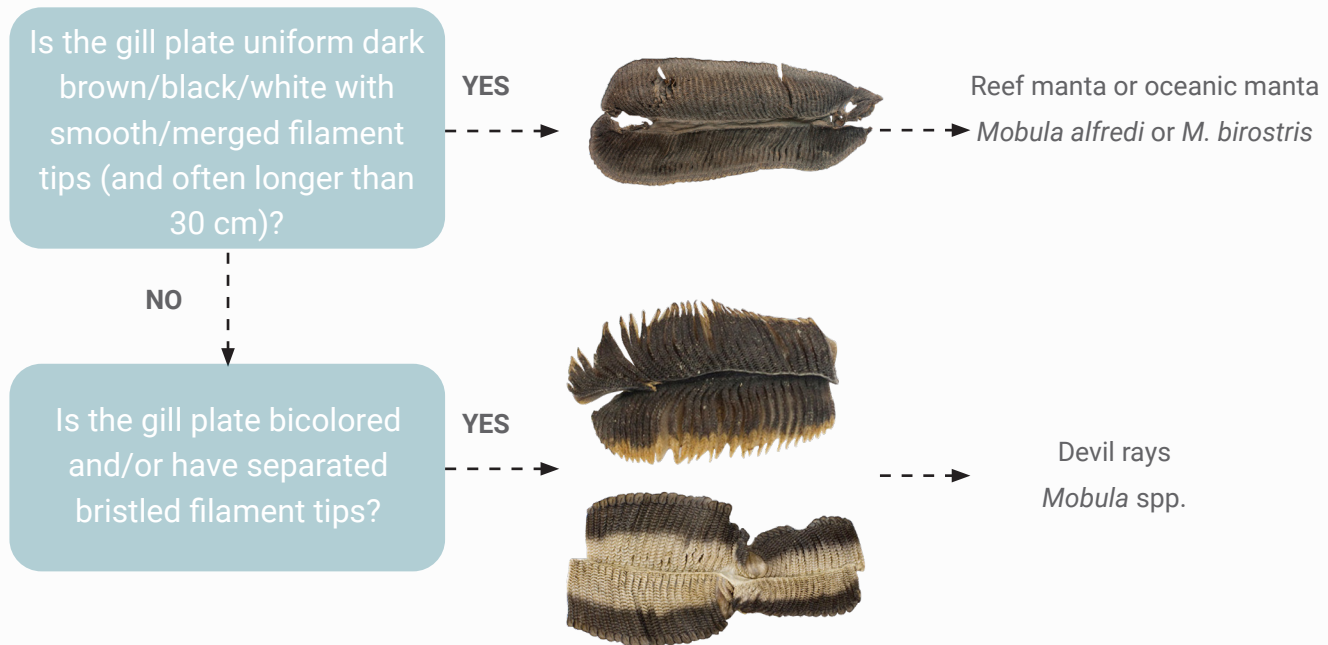 Is the gill plate uniform dark
brown/black/white with
smooth/merged filament
tips (and often longer than
30 cm)?
YES
Reef manta or oceanic manta
Mobula alfredi or M. birostris
NO
Is the gill plate bicolored
and/or have separated
bristled filament tips?
YES
Devil rays
Mobula spp.